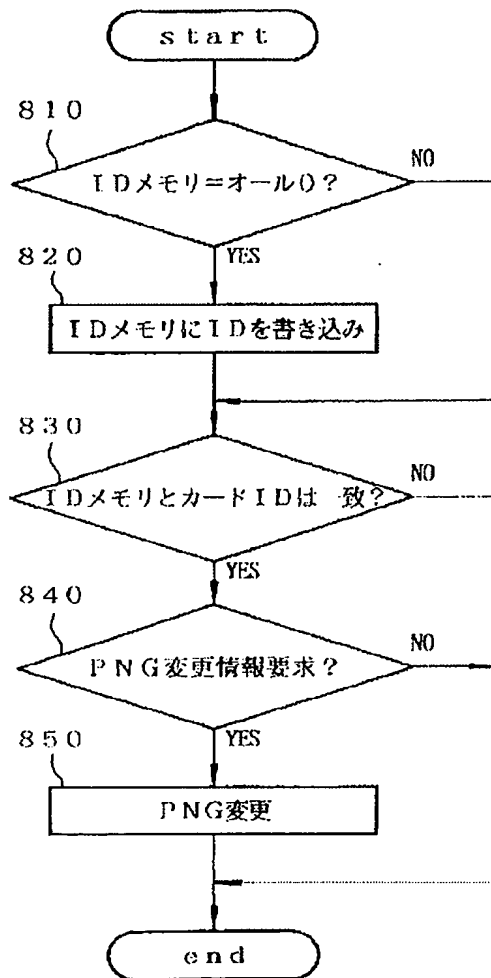 start
810
IDメモリ=オール0?
NO
YES
820
IDメモリにIDを書き込み
830
IDメモリとカードIDは一致?
NO
YES
840
PNG変更情報要求?
NO
YES
850
PNG変更
end